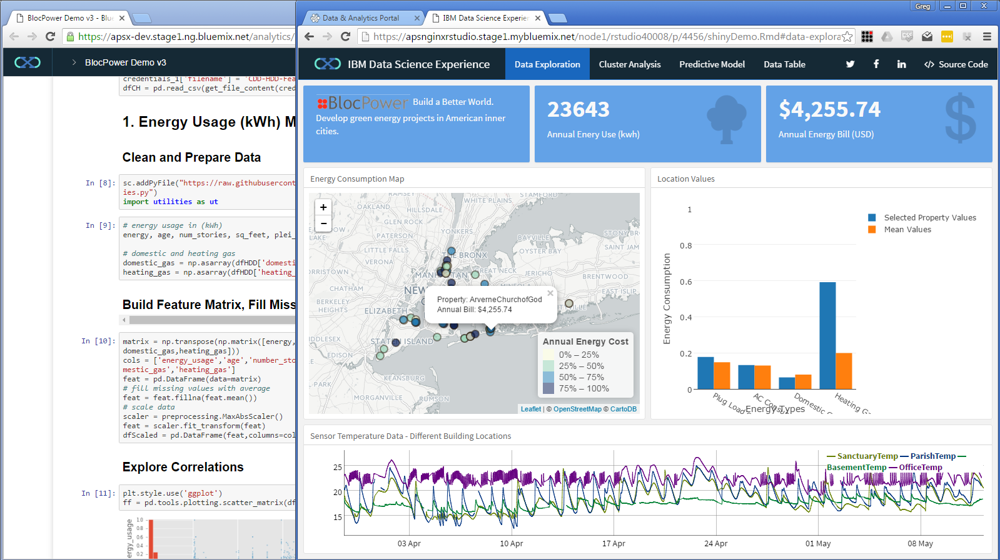 Greg
BlocPower Demo v3 - Blue
https://apsx-dev.stage1.ng.bluemix.net/analytics/
BlocPower Demo v3
credentials_1['filename'] = 'CDD-HDD-Fea
dfCH = pd.read_csv(get_file_content(cred
1. Energy Usage (kWh) M
Clean and Prepare Data
In [8]:
sc.addPyFile("https://raw.githubusercont
ies.py")
import utilities as ut
In [9]:
# energy usage in (kWh)
energy, age, num_stories, sq_feet, plei_
# domestic and heating gas
domestic_gas = np.asarray(dfHDD['domesti
heating_gas = np.asarray(dfHDD['heating_
Build Feature Matrix, Fill Miss
In [10]:
matrix = np.transpose(np.matrix([energy,
domestic_gas,heating_gas]))
cols = ['energy_usage','age','number_sto
mestic_gas','heating_gas']
feat = pd.DataFrame(data=matrix)
# fill missing values with average
feat = feat.fillna(feat.mean())
# scale data
scaler = preprocessing.MaxAbsScaler()
feat = scaler.fit_transform(feat)
dfScaled = pd.DataFrame(feat,columns=col
Explore Correlations
In [11]:
plt.style.use('ggplot')
ff = pd.tools.plotting.scatter_matrix(df
ergy_usage
1.0
0.8
0.6
0.4
0.2
Data & Analytics Portal
IBM Data Science Experien
https://apsnginxrstudio.stage1.mybluemix.net/node1/rstudio40008/p/4456/shinyDemo.Rmd#data-explora
IBM Data Science Experience
Data Exploration
Cluster Analysis
Predictive Model
Data Table
</> Source Code
BlocPower Build a Better World.
Develop green energy projects in American inner
cities.
23643
Annual Enery Use (kwh)
$4,255.74
Annual Energy Bill (USD)
$
Energy Consumption Map
+
−
RAMSEY
STAMFORD
OAKLAND
WHITE PLAINS
HILLSDALE
GLEN ROCK
YONKERS
STONY BR
LAKE
PATERSON
BAYVILLE
SAINT JAM
LITTLE FALLS
OYSTER BAY
THE BRONX
VERONA
ORRISTOWN
GREAT NECK
JERICHO
MANHATTAN
BRENTWOOD
CHATHAM
NEW
MINEOLA
EAST ISLIP
BERKELEY
HEIGHTS
ELIZABETH
Property: ArverneChurchofGod
Annual Bill: $4,255.74
IDDLESEX
STATEN ISLAND
EDISON
KEANSBURG
PARK
MORGANVILLE
RUMSON
Annual Energy Cost
0% – 25%
25% – 50%
50% – 75%
75% – 100%
Leaflet | © OpenStreetMap © CartoDB
Location Values
Energy Consumption
1
0.8
0.6
0.4
0.2
0
Selected Property Values
Mean Values
Plug Load
AC Consu
Domestic G
Heating Ga
Energy Types
Sensor Temperature Data - Different Building Locations
SanctuaryTemp ParishTemp
BasementTemp OfficeTemp
25
20
15
03 Apr
10 Apr
17 Apr
24 Apr
01 May
08 May